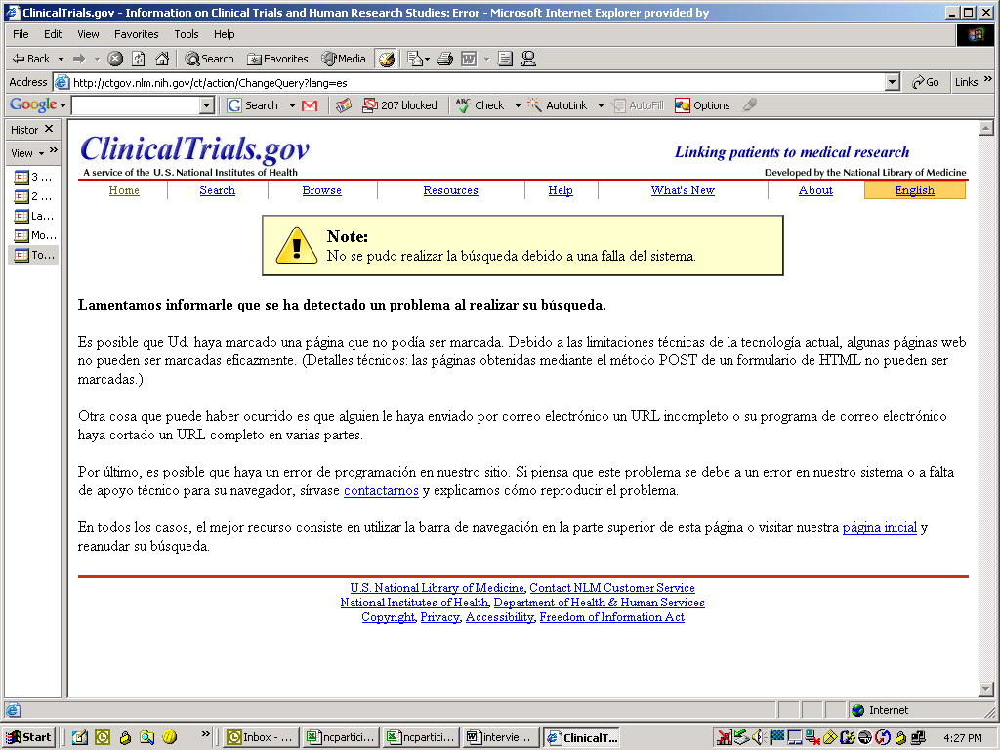 ClinicalTrials.gov - Information on Clinical Trials and Human Research Studies: Error - Microsoft Internet Explorer provided by
File Edit View Favorites Tools Help
Back Search Favorites Media
Address http://ctgov.nlm.nih.gov/ct/action/ChangeQuery?lang=es Go Links »
Google G Search 207 blocked ABC Check AutoLink AutoFill Options
Histor
View »
3 ...
2 ...
La...
Mo...
To...
ClinicalTrials.gov
Linking patients to medical research
A service of the U.S. National Institutes of Health
Developed by the National Library of Medicine
Home Search Browse Resources Help What's New About English
Note:
No se pudo realizar la búsqueda debido a una falla del sistema.
Lamentamos informarle que se ha detectado un problema al realizar su búsqueda.
Es posible que Ud. haya marcado una página que no podía ser marcada. Debido a las limitaciones técnicas de la tecnología actual, algunas páginas web
no pueden ser marcadas eficazmente. (Detalles técnicos: las páginas obtenidas mediante el método POST de un formulario de HTML no pueden ser
marcadas.)
Otra cosa que puede haber ocurrido es que alguien le haya enviado por correo electrónico un URL incompleto o su programa de correo electrónico
haya cortado un URL completo en varias partes.
Por último, es posible que haya un error de programación en nuestro sitio. Si piensa que este problema se debe a un error en nuestro sistema o a falta
de apoyo técnico para su navegador, sírvase contactarnos y explicarnos cómo reproducir el problema.
En todos los casos, el mejor recurso consiste en utilizar la barra de navegación en la parte superior de esta página o visitar nuestra página inicial y
reanudar su búsqueda.
U.S. National Library of Medicine, Contact NLM Customer Service
National Institutes of Health, Department of Health & Human Services
Copyright, Privacy, Accessibility, Freedom of Information Act
Internet
Start » Inbox - ... ncpartici... ncpartici... intervie... ClinicalT... 4:27 PM